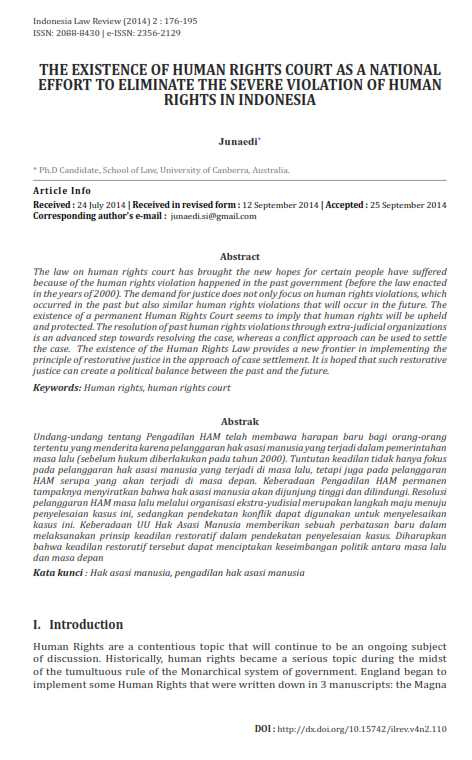 Indonesia Law Review (2014) 2 : 176-195
ISSN: 2088-8430 | e-ISSN: 2356-2129
THE EXISTENCE OF HUMAN RIGHTS COURT AS A NATIONAL
EFFORT TO ELIMINATE THE SEVERE VIOLATION OF HUMAN
RIGHTS IN INDONESIA
Junaedi*
* Ph.D Candidate, School of Law, University of Canberra, Australia.
Article Info
Received : 24 July 2014 | Received in revised form : 12 September 2014 | Accepted : 25 September 2014
Corresponding author's e-mail : junaedi.si@gmail.com
Abstract
The law on human rights court has brought the new hopes for certain people have suffered
because of the human rights violation happened in the past government (before the law enacted
in the years of 2000). The demand for justice does not only focus on human rights violations, which
occurred in the past but also similar human rights violations that will occur in the future. The
existence of a permanent Human Rights Court seems to imply that human rights will be upheld
and protected. The resolution of past human rights violations through extra-judicial organizations
is an advanced step towards resolving the case, whereas a conflict approach can be used to settle
the case. The existence of the Human Rights Law provides a new frontier in implementing the
principle of restorative justice in the approach of case settlement. It is hoped that such restorative
justice can create a political balance between the past and the future.
Keywords: Human rights, human rights court
Abstrak
Undang-undang tentang Pengadilan HAM telah membawa harapan baru bagi orang-orang
tertentu yang menderita karena pelanggaran hak asasi manusia yang terjadi dalam pemerintahan
masa lalu (sebelum hukum diberlakukan pada tahun 2000). Tuntutan keadilan tidak hanya fokus
pada pelanggaran hak asasi manusia yang terjadi di masa lalu, tetapi juga pada pelanggaran
HAM serupa yang akan terjadi di masa depan. Keberadaan Pengadilan HAM permanen
tampaknya menyiratkan bahwa hak asasi manusia akan dijunjung tinggi dan dilindungi. Resolusi
pelanggaran HAM masa lalu melalui organisasi ekstra-yudisial merupakan langkah maju menuju
penyelesaian kasus ini, sedangkan pendekatan konflik dapat digunakan untuk menyelesaikan
kasus ini. Keberadaan UU Hak Asasi Manusia memberikan sebuah perbatasan baru dalam
melaksanakan prinsip keadilan restoratif dalam pendekatan penyelesaian kasus. Diharapkan
bahwa keadilan restoratif tersebut dapat menciptakan keseimbangan politik antara masa lalu
dan masa depan
Kata kunci : Hak asasi manusia, pengadilan hak asasi manusia
I. Introduction
Human Rights are a contentious topic that will continue to be an ongoing subject
of discussion. Historically, human rights became a serious topic during the midst
of the tumultuous rule of the Monarchical system of government. England began to
implement some Human Rights that were written down in 3 manuscripts: the Magna
DOI : http://dx.doi.org/10.15742/ilrev.v4n2.110